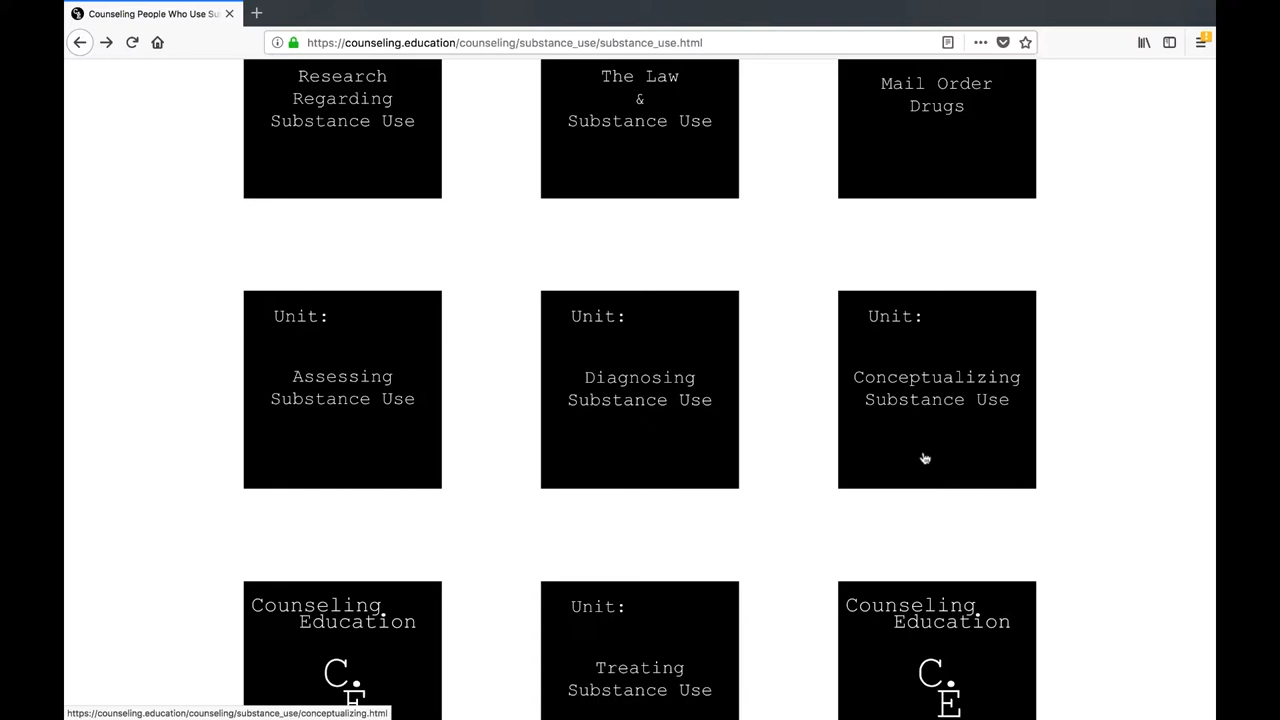 Counseling People Who Use Su
https://counseling.education/counseling/substance_use/substance_use.html
Research
Regarding
Substance Use
The Law
&
Substance Use
Mail Order
Drugs
Unit:
Assessing
Substance Use
Unit:
Diagnosing
Substance Use
Unit:
Conceptualizing
Substance Use
Counseling.
Education
C.
E
Unit:
Treating
Substance Use
Counseling.
Education
C.
E
https://counseling.education/counseling/substance_use/conceptualizing.html